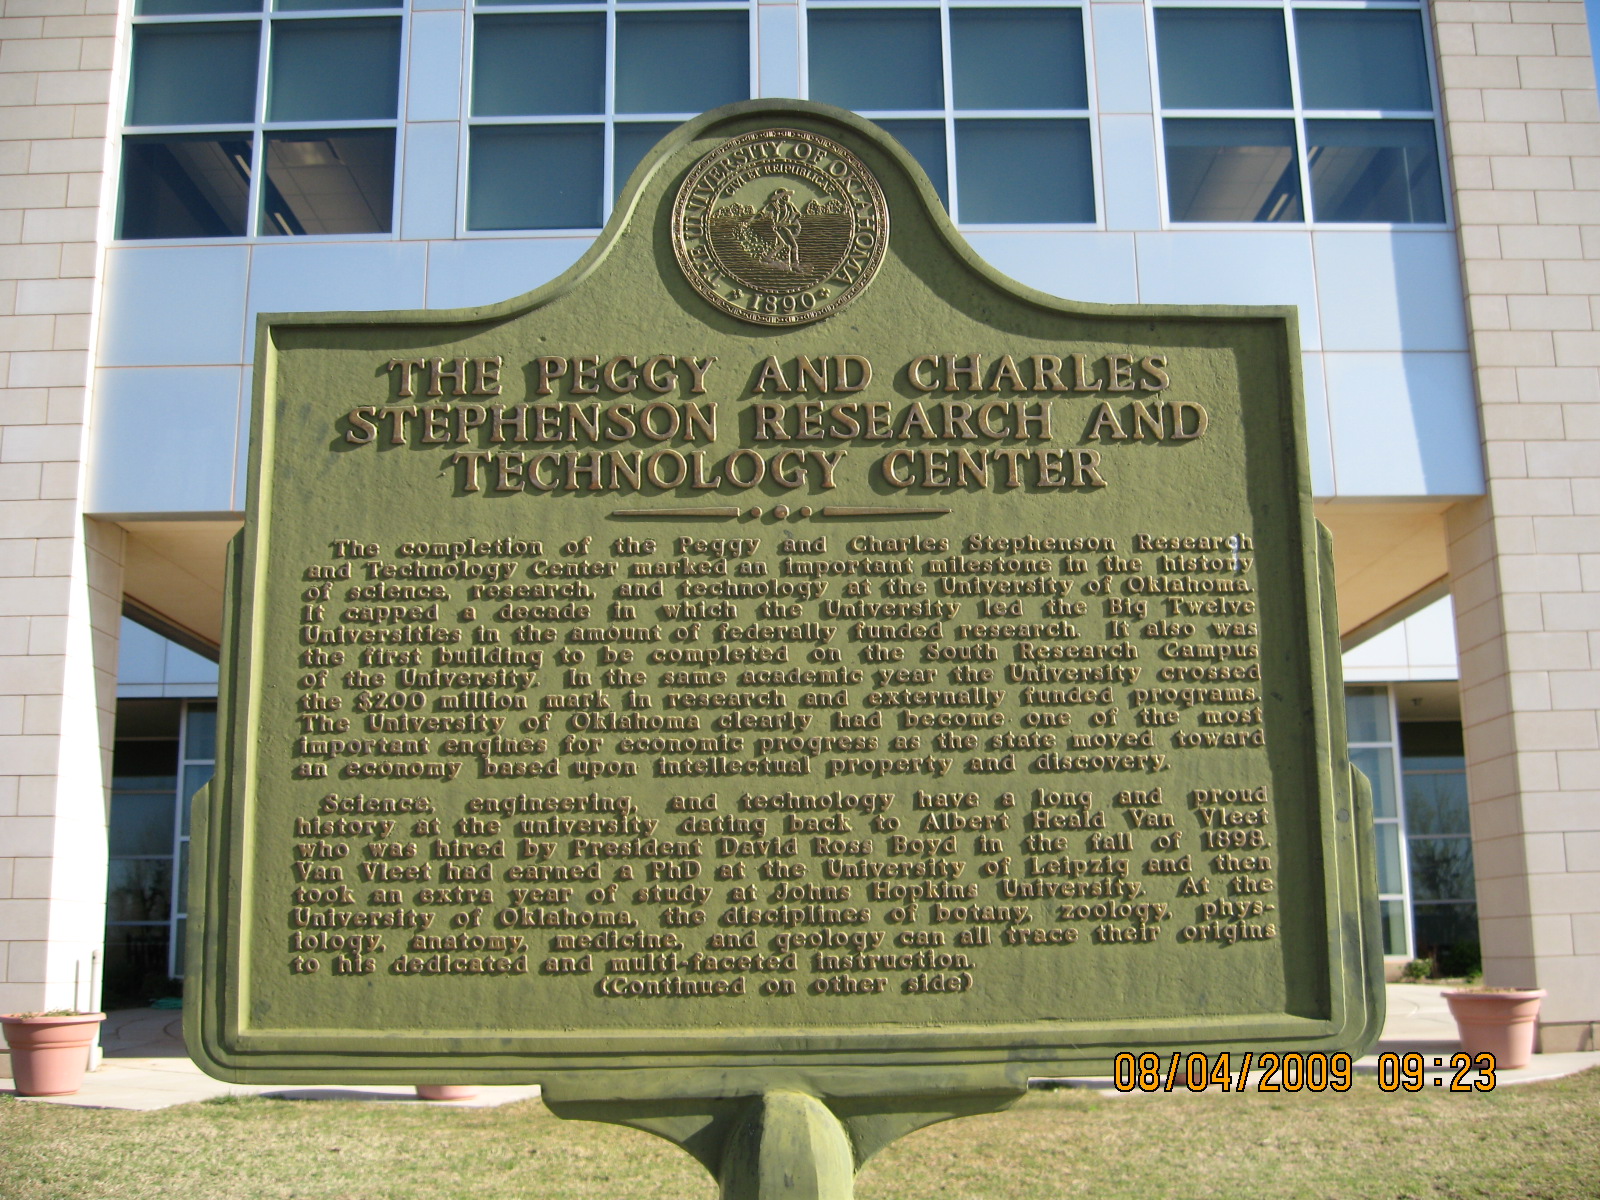 THE UNIVERSITY OF OKLAHOMA
CIVI ET REIPUBLICAE
1890
THE PEGGY AND CHARLES
STEPHENSON RESEARCH AND
TECHNOLOGY CENTER
The completion of the Peggy and Charles Stephenson Research
and Technology Center marked an important milestone in the history
of science, research, and technology at the University of Oklahoma.
It capped a decade in which the University led the Big Twelve
Universities in the amount of federally funded research. It also was
the first building to be completed on the South Research Campus
of the University. In the same academic year the University crossed
the $200 million mark in research and externally funded programs.
The University of Oklahoma clearly had become one of the most
important engines for economic progress as the state moved toward
an economy based upon intellectual property and discovery.
Science, engineering, and technology have a long and proud
history at the university dating back to Albert Heald Van Vleet
who was hired by President David Ross Boyd in the fall of 1898.
Van Vleet had earned a PhD at the University of Leipzig and then
took an extra year of study at Johns Hopkins University. At the
University of Oklahoma, the disciplines of botany, zoology, phys-
iology, anatomy, medicine, and geology can all trace their origins
to his dedicated and multi-faceted instruction.
(Continued on other side)
08/04/2009 09:23